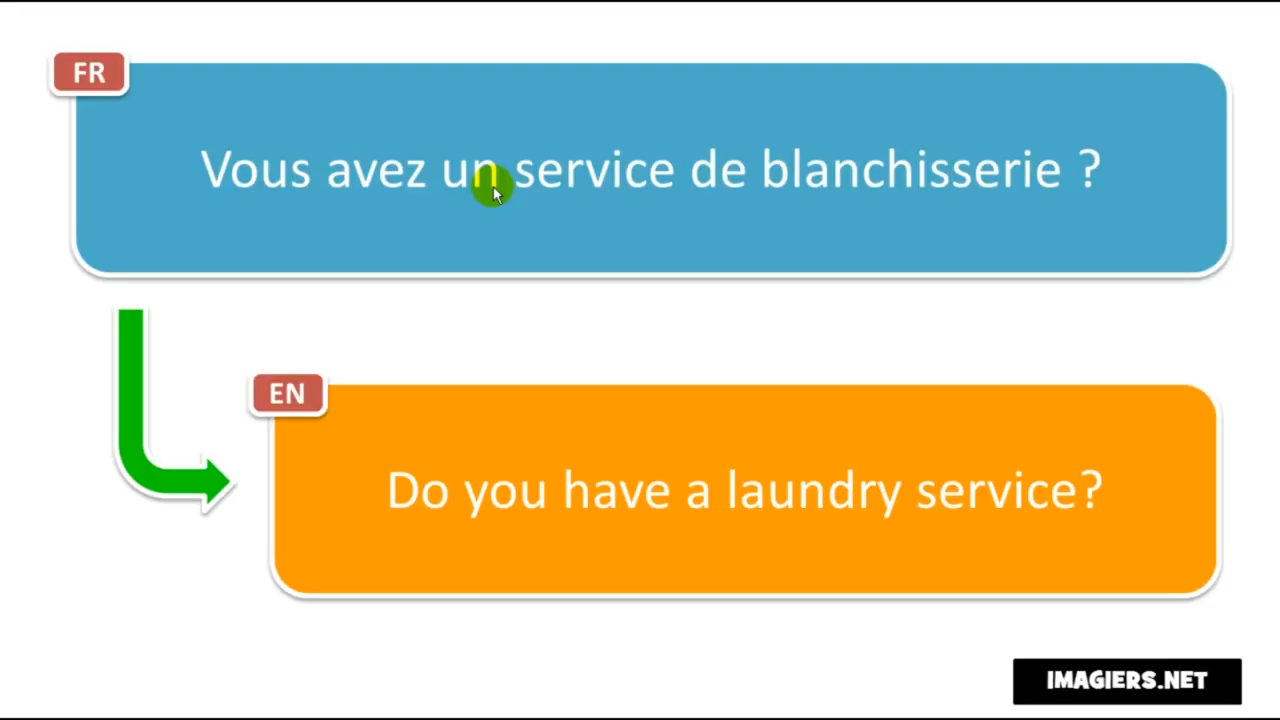 FR
Vous avez un service de blanchisserie ?
EN
Do you have a laundry service?
IMAGIERS.NET